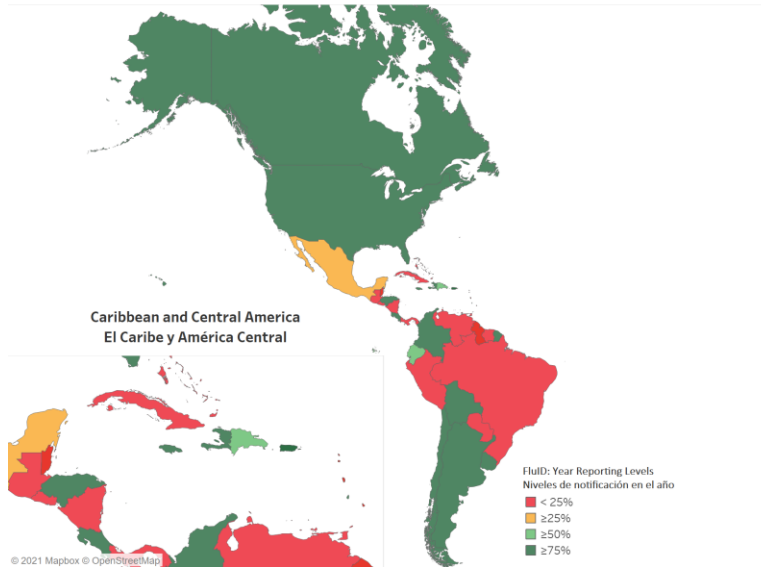 Caribbean and Central America
El Caribe y América Central
FluID: Year Reporting Levels
Niveles de notificación en el año
< 25%
≥25%
≥50%
≥75%
© 2021 Mapbox © OpenStreetMap